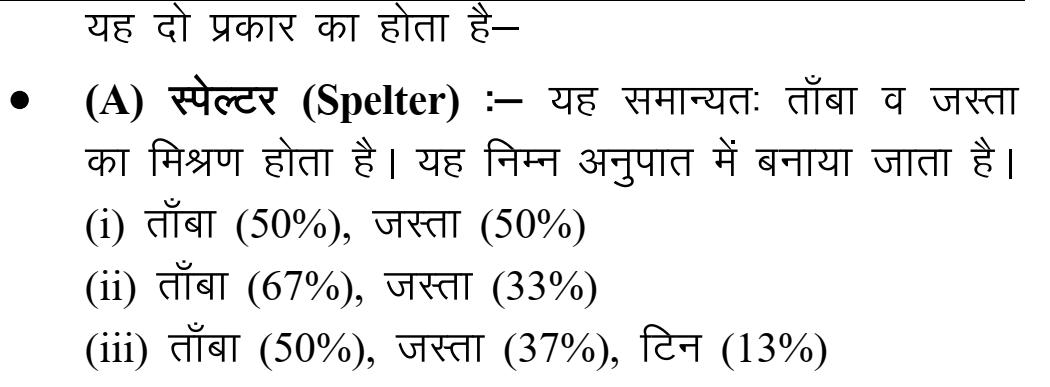 यह दो प्रकार का होता है—
• (A) स्पेल्टर (Spelter) :— यह समान्यतः ताँबा व जस्ता
का मिश्रण होता है। यह निम्न अनुपात में बनाया जाता है।
(i) ताँबा (50%), जस्ता (50%)
(ii) ताँबा (67%), जस्ता (33%)
(iii) ताँबा (50%), जस्ता (37%), टिन (13%)